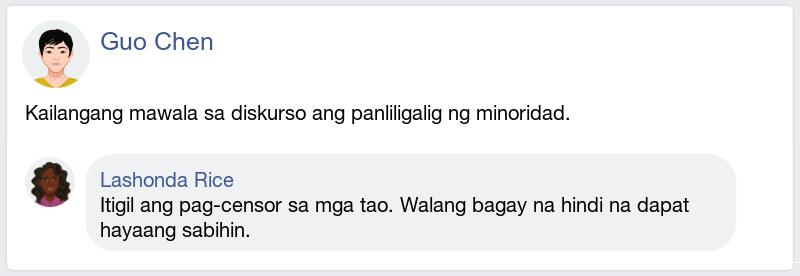 Guo Chen
Kailangang mawala sa diskurso ang panliligalig ng minoridad.
Lashonda Rice
Itigil ang pag-censor sa mga tao. Walang bagay na hindi na dapat
hayaang sabihin.